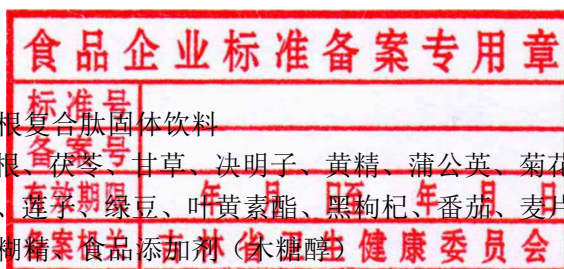 食品企业标准备案专用章
标准号
根复合肽固体饮料
备案号
根、茯苓、甘草、决明子、黄精、蒲公英、菊花
有效期限 年 月 日至 年 月 日
、莲子、绿豆、叶黄素酯、黑枸杞、番茄、麦片
备案机关 吉林省卫生健康委员会
糊精、食品添加剂（木糖醇）